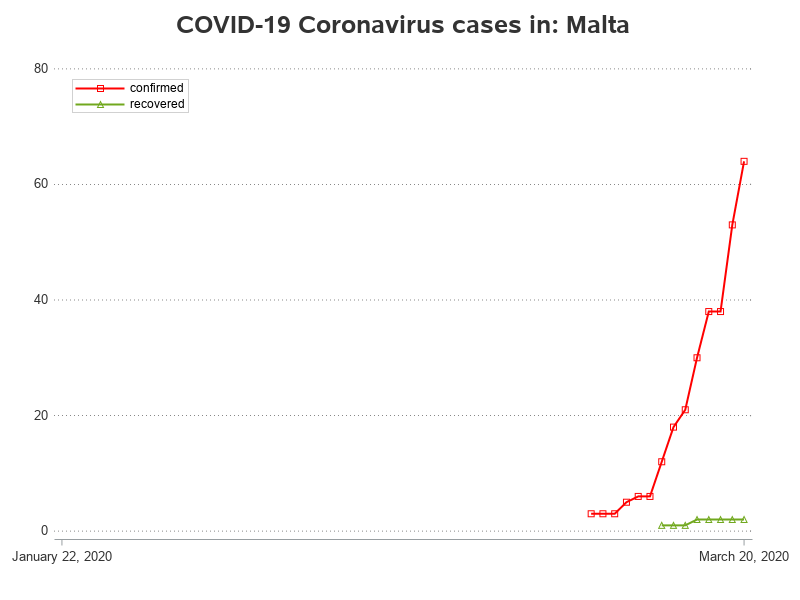 COVID-19 Coronavirus cases in: Malta
80
confirmed
recovered
60
40
20
0
January 22, 2020
March 20, 2020